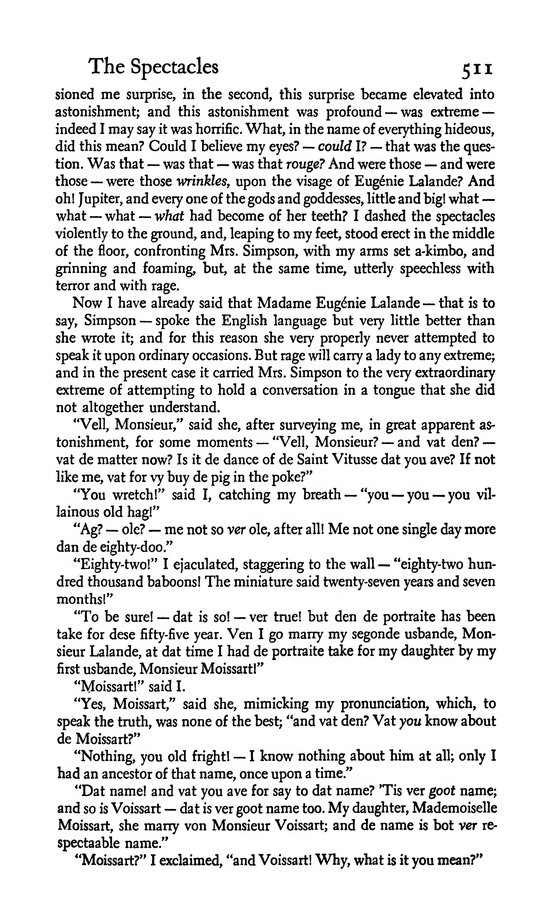 The Spectacles 511
sioned me surprise, in the second, this surprise became elevated into
astonishment; and this astonishment was profound — was extreme —
indeed I may say it was horrific. What, in the name of everything hideous,
did this mean? Could I believe my eyes? — could I? — that was the ques-
tion. Was that — was that — was that rouge? And were those — and were
those — were those wrinkles, upon the visage of Eugénie Lalande? And
oh! Jupiter, and every one of the gods and goddesses, little and big! what —
what — what — what had become of her teeth? I dashed the spectacles
violently to the ground, and, leaping to my feet, stood erect in the middle
of the floor, confronting Mrs. Simpson, with my arms set a-kimbo, and
grinning and foaming, but, at the same time, utterly speechless with
terror and with rage.
Now I have already said that Madame Eugénie Lalande — that is to
say, Simpson — spoke the English language but very little better than
she wrote it; and for this reason she very properly never attempted to
speak it upon ordinary occasions. But rage will carry a lady to any extreme;
and in the present case it carried Mrs. Simpson to the very extraordinary
extreme of attempting to hold a conversation in a tongue that she did
not altogether understand.
"Vell, Monsieur," said she, after surveying me, in great apparent as-
tonishment, for some moments — "Vell, Monsieur? — and vat den? —
vat de matter now? Is it de dance of de Saint Vitusse dat you ave? If not
like me, vat for vy buy de pig in the poke?"
"You wretch!" said I, catching my breath — "you — you — you vil-
lainous old hag!"
"Ag? — ole? — me not so ver ole, after all! Me not one single day more
dan de eighty-doo."
"Eighty-two!" I ejaculated, staggering to the wall — "eighty-two hun-
dred thousand baboons! The miniature said twenty-seven years and seven
months!"
"To be sure! — dat is so! — ver true! but den de portraite has been
take for dese fifty-five year. Ven I go marry my segonde usbande, Mon-
sieur Lalande, at dat time I had de portraite take for my daughter by my
first usbande, Monsieur Moissart!"
"Moissart!" said I.
"Yes, Moissart," said she, mimicking my pronunciation, which, to
speak the truth, was none of the best; "and vat den? Vat you know about
de Moissart?"
"Nothing, you old fright! — I know nothing about him at all; only I
had an ancestor of that name, once upon a time."
"Dat name! and vat you ave for say to dat name? 'Tis ver goot name;
and so is Voissart — dat is ver goot name too. My daughter, Mademoiselle
Moissart, she marry von Monsieur Voissart; and de name is bot ver re-
spectaable name."
"Moissart?" I exclaimed, "and Voissart! Why, what is it you mean?"